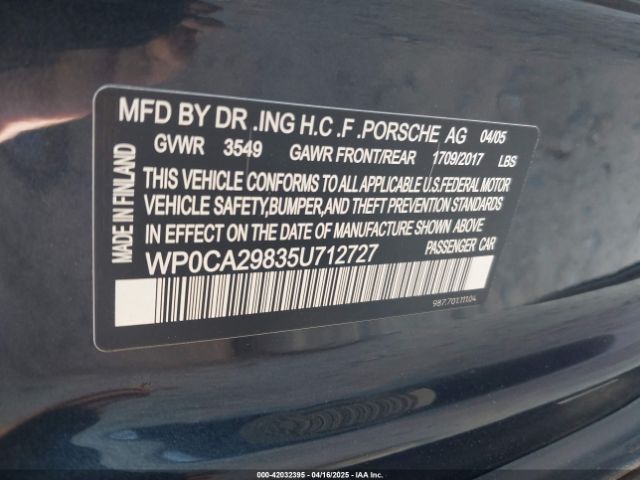 MFD BY DR .ING H.C .F .PORSCHE AG 04/05
GVWR 3549 GAWR FRONT/REAR 1709/2017 LBS
THIS VEHICLE CONFORMS TO ALL APPLICABLE U.S.FEDERAL MOTOR
VEHICLE SAFETY,BUMPER,AND THEFT PREVENTION STANDARDS
IN EFFECT ON THE DATE OF MANUFACTURE SHOWN ABOVE
WP0CA29835U712727 PASSENGER CAR
MADE IN FINLAND
987.701.111.04
000-42032395 - 04/16/2025 - IAA Inc.